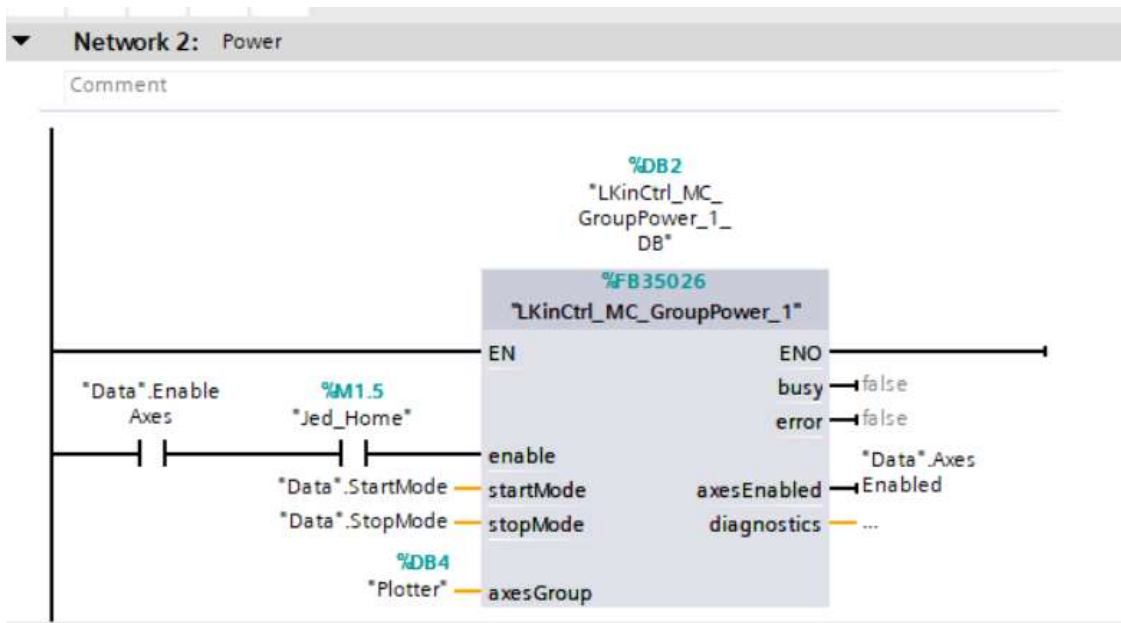 Network 2: Power
Comment
%DB2
"LKinCtrl_MC_
GroupPower_1_
DB"
%FB35026
"LKinCtrl_MC_GroupPower_1"
EN ENO
"Data".Enable
Axes
%M1.5
"Jed_Home"
busy false
error false
enable
"Data".Axes
Enabled
"Data".StartMode startMode axesEnabled
"Data".StopMode stopMode diagnostics ...
%DB4
"Plotter" axesGroup